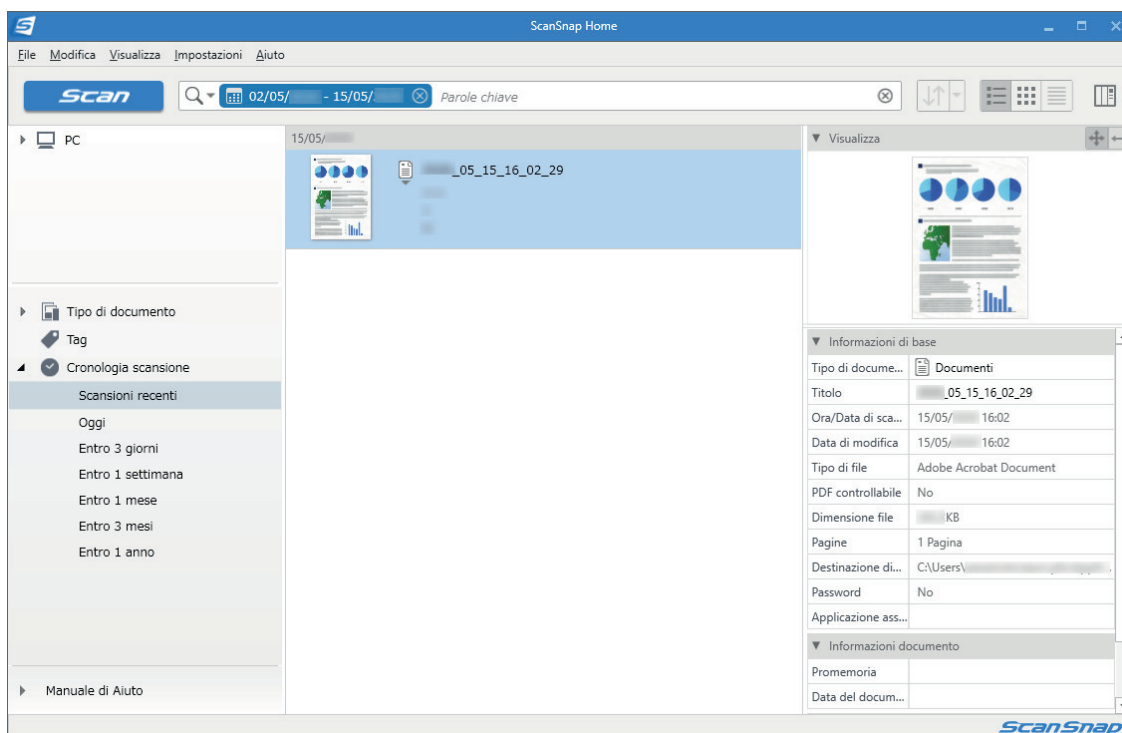 ScanSnap Home
File Modifica Visualizza Impostazioni Aiuto
Scan
02/05/ - 15/05/ Parole chiave
PC
Tipo di documento
Tag
Cronologia scansione
Scansioni recenti
Oggi
Entro 3 giorni
Entro 1 settimana
Entro 1 mese
Entro 3 mesi
Entro 1 anno
Manuale di Aiuto
15/05/
_05_15_16_02_29
Visualizza
Informazioni di base
Tipo di docume... Documenti
Titolo _05_15_16_02_29
Ora/Data di sca... 15/05/ 16:02
Data di modifica 15/05/ 16:02
Tipo di file Adobe Acrobat Document
PDF controllabile No
Dimensione file KB
Pagine 1 Pagina
Destinazione di... C:\Users\
Password No
Applicazione ass...
Informazioni documento
Promemoria
Data del docum...
ScanSnap